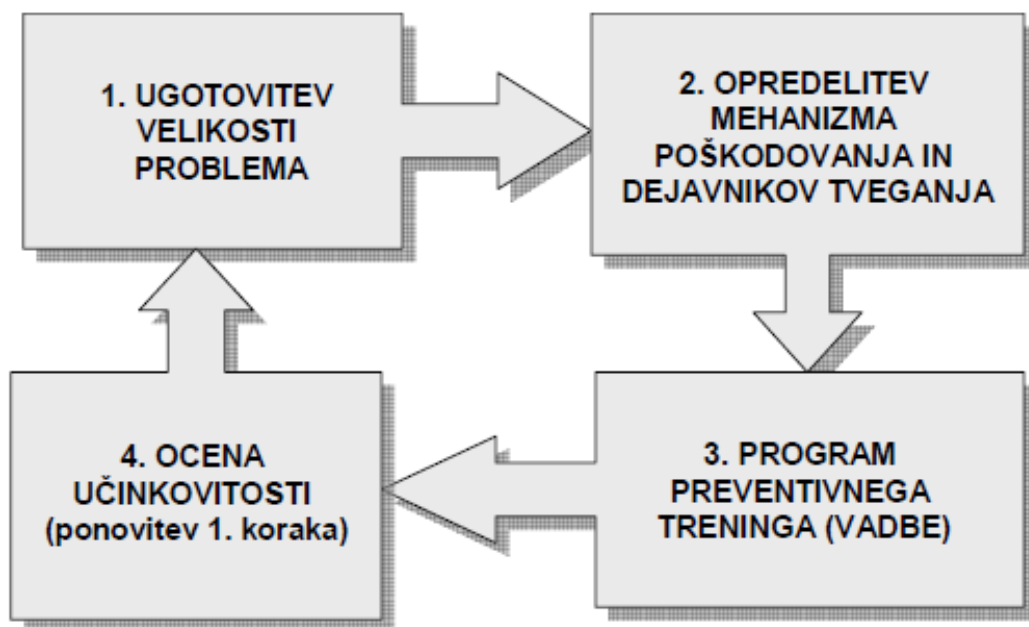 1. UGOTOVITEV
VELIKOSTI
PROBLEMA
2. OPREDELITEV
MEHANIZMA
POŠKODOVANJA IN
DEJAVNIKOV TVEGANJA
3. PROGRAM
PREVENTIVNEGA
TRENINGA (VADBE)
4. OCENA
UČINKOVITOSTI
(ponovitev 1. koraka)